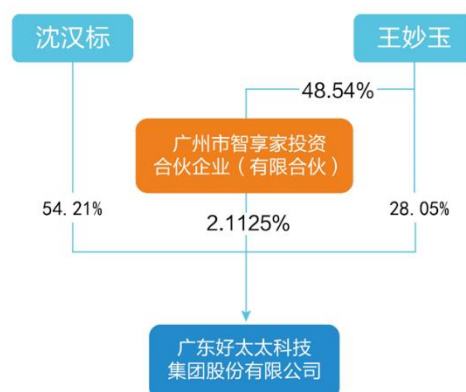 沈汉标
王妙玉
48.54%
广州市智享家投资
合伙企业（有限合伙）
54.21%
2.1125%
28.05%
广东好太太科技
集团股份有限公司